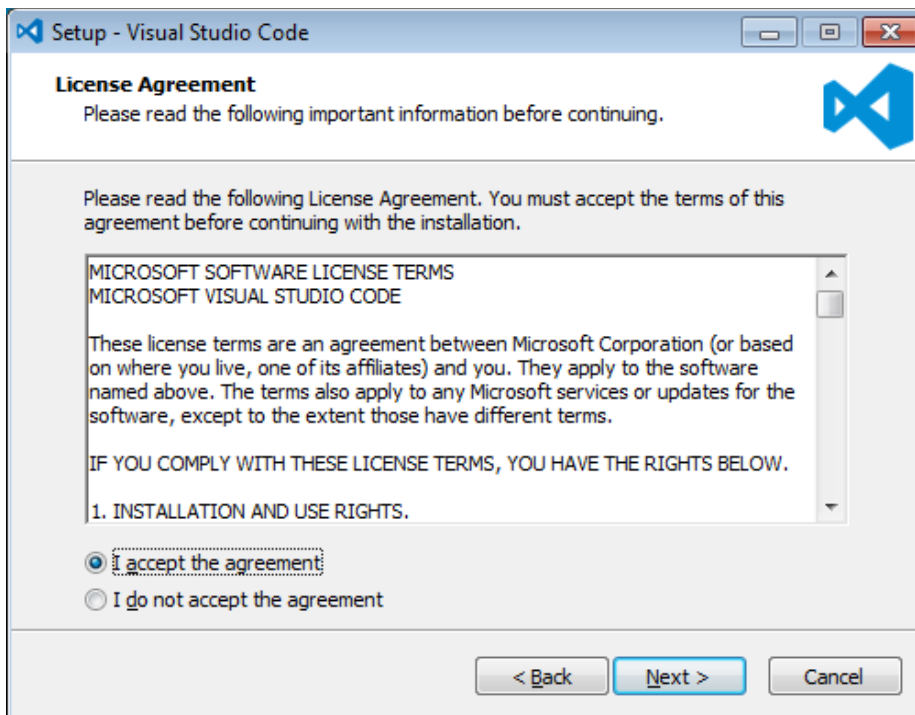 Setup - Visual Studio Code
License Agreement
Please read the following important information before continuing.
Please read the following License Agreement. You must accept the terms of this
agreement before continuing with the installation.
MICROSOFT SOFTWARE LICENSE TERMS
MICROSOFT VISUAL STUDIO CODE
These license terms are an agreement between Microsoft Corporation (or based
on where you live, one of its affiliates) and you. They apply to the software
named above. The terms also apply to any Microsoft services or updates for the
software, except to the extent those have different terms.
IF YOU COMPLY WITH THESE LICENSE TERMS, YOU HAVE THE RIGHTS BELOW.
1. INSTALLATION AND USE RIGHTS.
I accept the agreement
I do not accept the agreement
< Back Next > Cancel